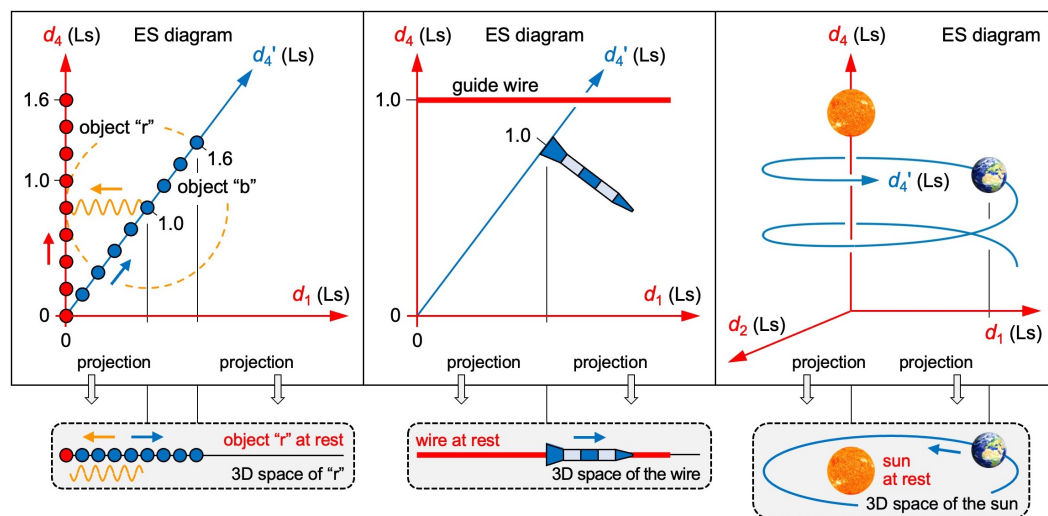 d4 (Ls)
ES diagram
d4' (Ls)
1.6
object "r"
1.6
1.0
object "b"
1.0
0
d1 (Ls)
0
projection
projection
object "r" at rest
3D space of "r"
d4 (Ls)
ES diagram
d4' (Ls)
guide wire
1.0
1.0
d1 (Ls)
0
0
projection
projection
wire at rest
3D space of the wire
d4 (Ls)
ES diagram
d4' (Ls)
d2 (Ls)
d1 (Ls)
projection
projection
sun
at rest
3D space of the sun